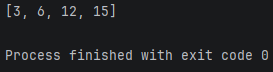 [3, 6, 12, 15]
Process finished with exit code 0